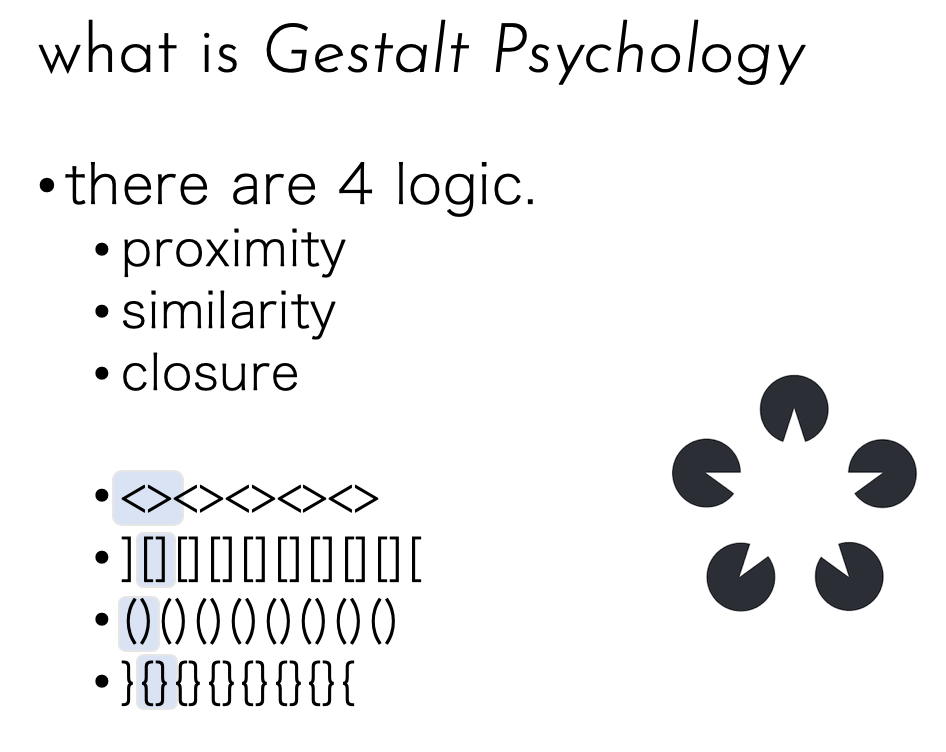 what is Gestalt Psychology
• there are 4 logic.
• proximity
• similarity
• closure
• <><><><><>
• ][][][][][][][][][
• ()()()()()()()()
• }{}{}{}{}{}{}{